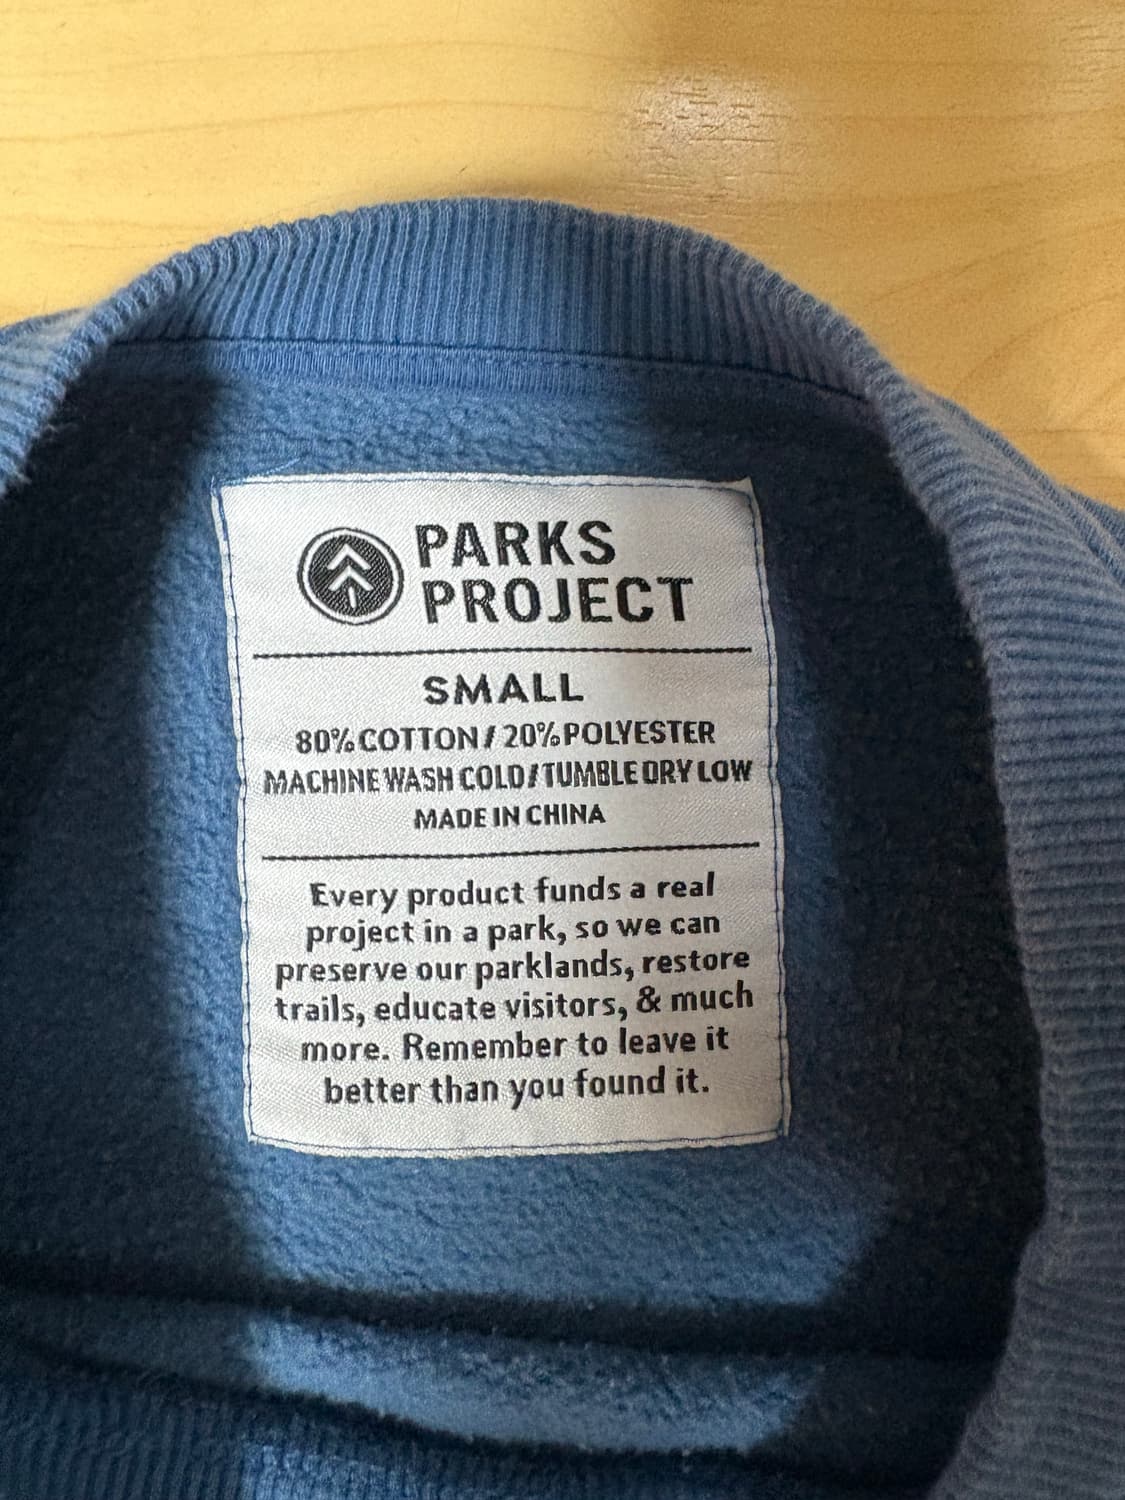 PARKS
PROJECT
SMALL
80% COTTON / 20% POLYESTER
MACHINE WASH COLD / TUMBLE DRY LOW
MADE IN CHINA
Every product funds a real
project in a park, so we can
preserve our parklands, restore
trails, educate visitors, & much
more. Remember to leave it
better than you found it.